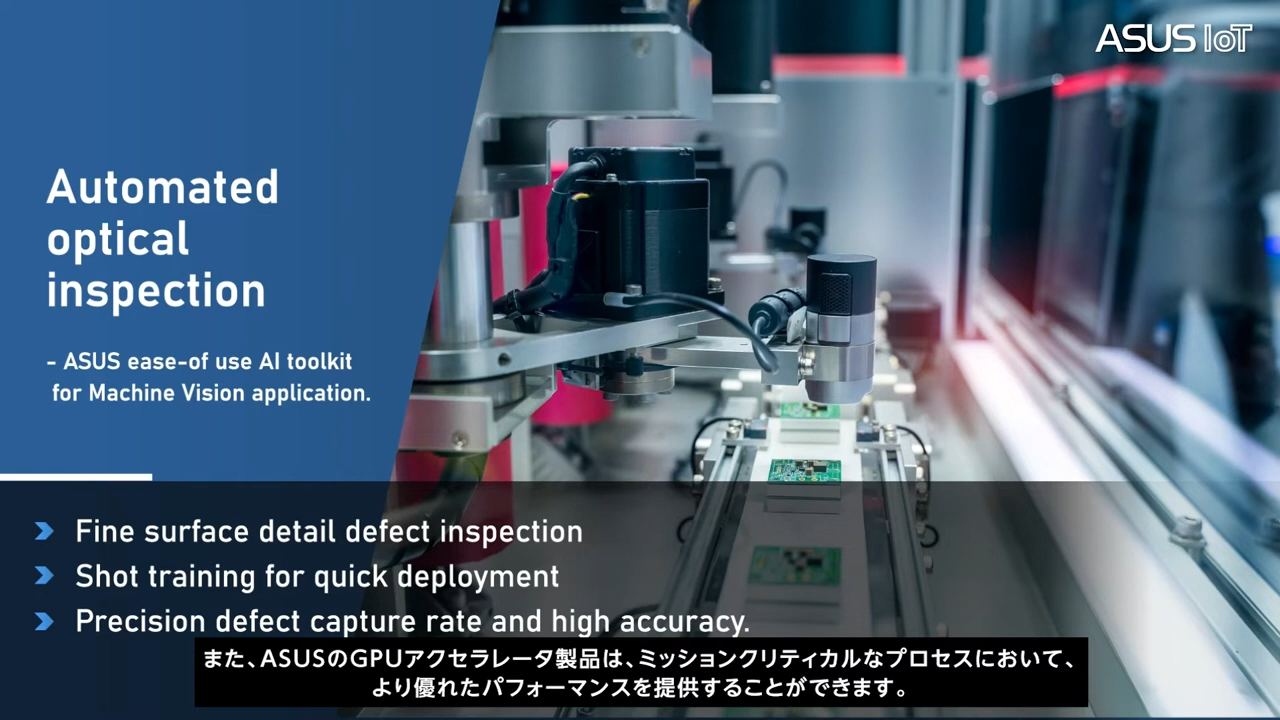 ASUS IoT
Automated
optical
inspection
- ASUS ease-of use AI toolkit
for Machine Vision application.
Fine surface detail defect inspection
Shot training for quick deployment
Precision defect capture rate and high accuracy.
また、ASUSのGPUアクセラレータ製品は、ミッションクリティカルなプロセスにおいて、
より優れたパフォーマンスを提供することができます。